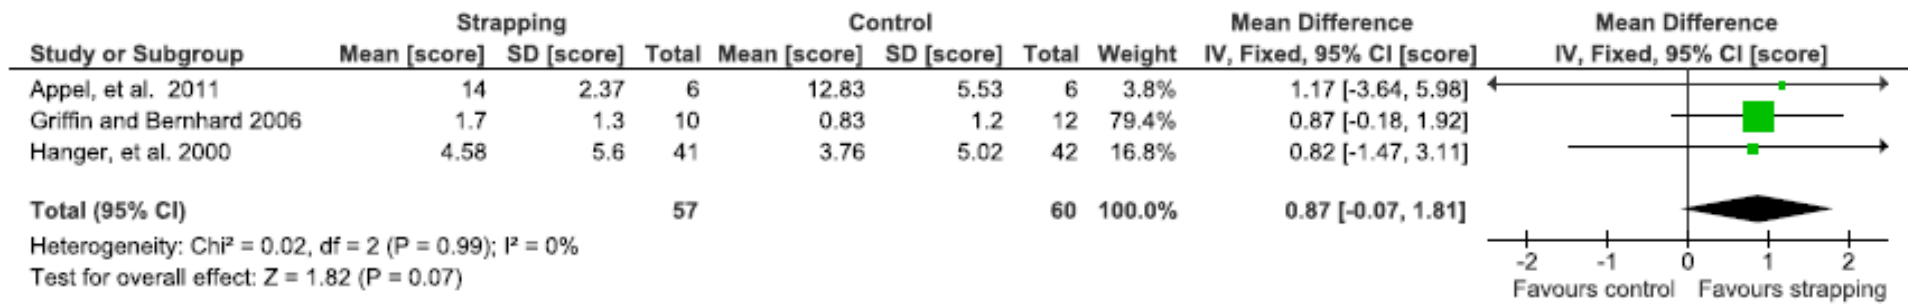 Strapping Control Mean Difference Mean Difference
Study or Subgroup Mean [score] SD [score] Total Mean [score] SD [score] Total Weight IV, Fixed, 95% CI [score] IV, Fixed, 95% CI [score]
Appel, et al. 2011 14 2.37 6 12.83 5.53 6 3.8% 1.17 [-3.64, 5.98]
Griffin and Bernhard 2006 1.7 1.3 10 0.83 1.2 12 79.4% 0.87 [-0.18, 1.92]
Hanger, et al. 2000 4.58 5.6 41 3.76 5.02 42 16.8% 0.82 [-1.47, 3.11]
Total (95% CI) 57 60 100.0% 0.87 [-0.07, 1.81]
Heterogeneity: Chi² = 0.02, df = 2 (P = 0.99); I² = 0%
Test for overall effect: Z = 1.82 (P = 0.07)
-2 -1 0 1 2
Favours control Favours strapping